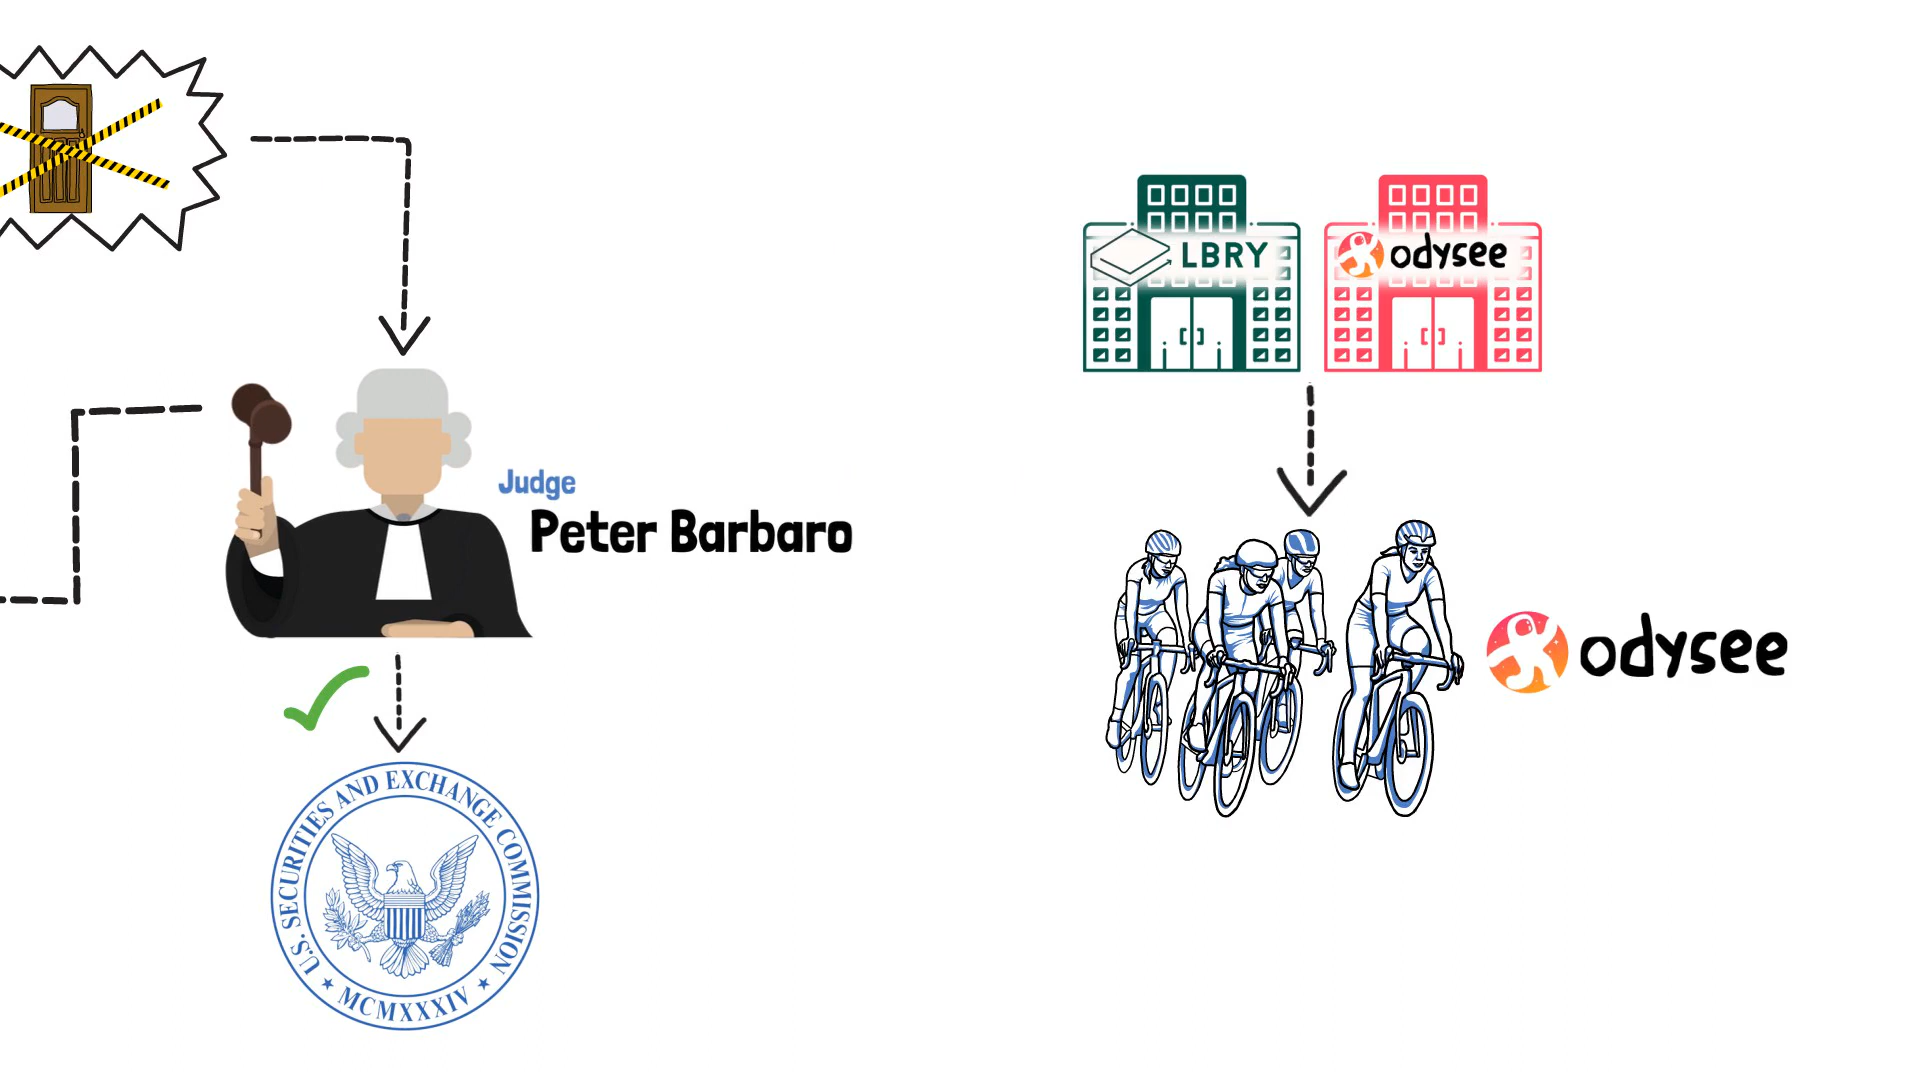 Judge
Peter Barbaro
U.S. SECURITIES AND EXCHANGE COMMISSION
MCMXXXIV
LBRY
odysee
odysee